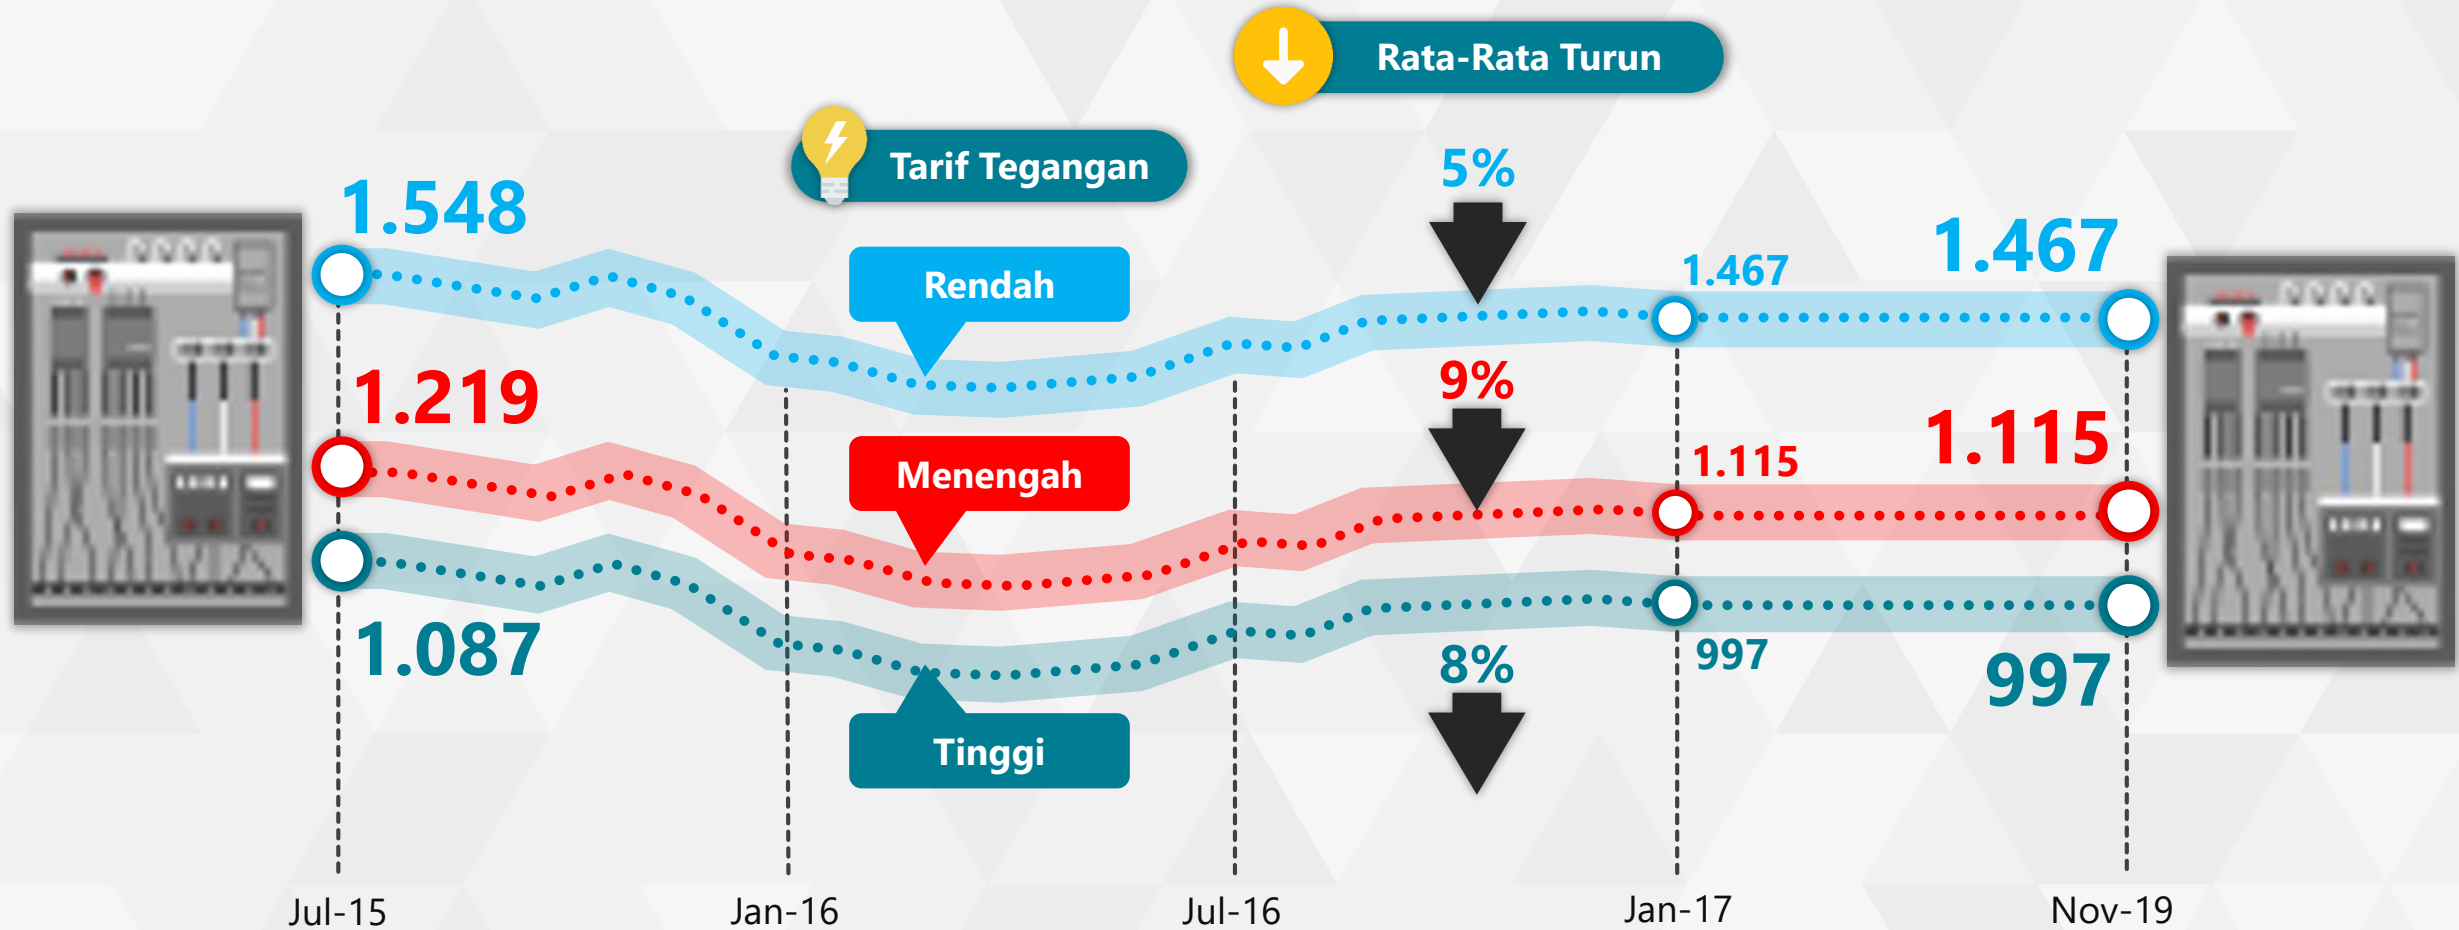 Rata-Rata Turun
Tarif Tegangan
5%
1.548
1.467
1.467
Rendah
9%
1.219
1.115
1.115
Menengah
1.087
997
997
8%
Tinggi
Jul-15
Jan-16
Jul-16
Jan-17
Nov-19